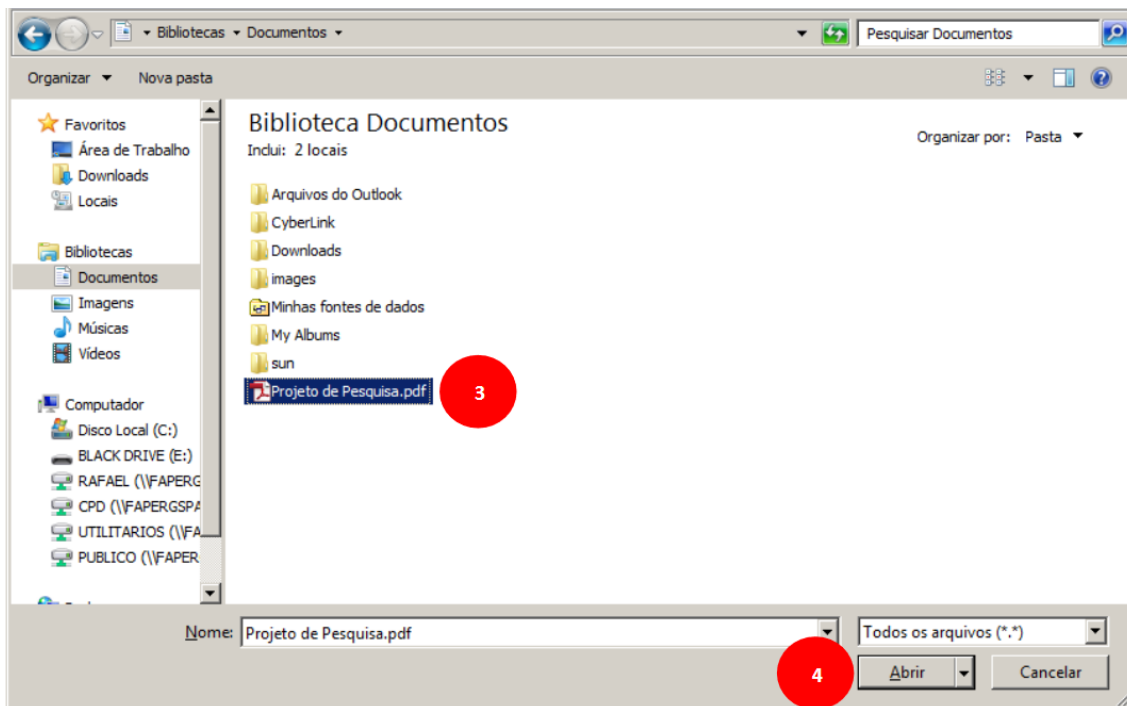 Bibliotecas Documentos
Pesquisar Documentos
Organizar Nova pasta
Favoritos
Área de Trabalho
Downloads
Locais
Bibliotecas
Documentos
Imagens
Músicas
Vídeos
Computador
Disco Local (C:)
BLACK DRIVE (E:)
RAFAEL (\\FAPERG
CPD (\\FAPERGSPA
UTILITARIOS (\\FA
PUBLICO (\\FAPER
Biblioteca Documentos
Inclui: 2 locais
Organizar por: Pasta
Arquivos do Outlook
CyberLink
Downloads
images
Minhas fontes de dados
My Albums
sun
Projeto de Pesquisa.pdf
3
Nome: Projeto de Pesquisa.pdf
Todos os arquivos (*.*)
4
Abrir
Cancelar